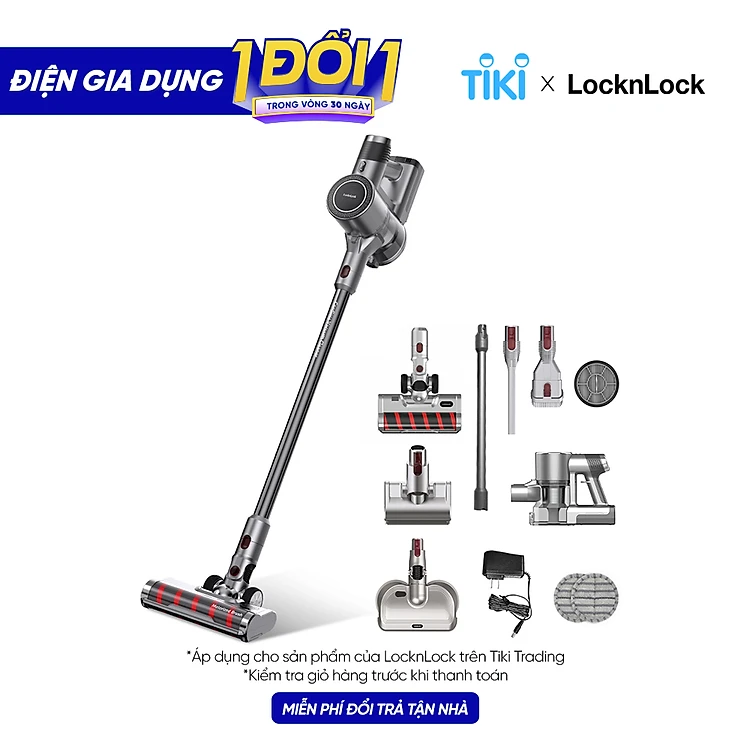 ĐIỆN GIA DỤNG
1 ĐỔI 1
TRONG VÒNG 30 NGÀY
TIKI X LocknLock
LocknLock
*Áp dụng cho sản phẩm của LocknLock trên Tiki Trading
*Kiểm tra giỏ hàng trước khi thanh toán
MIỄN PHÍ ĐỔI TRẢ TẬN NHÀ